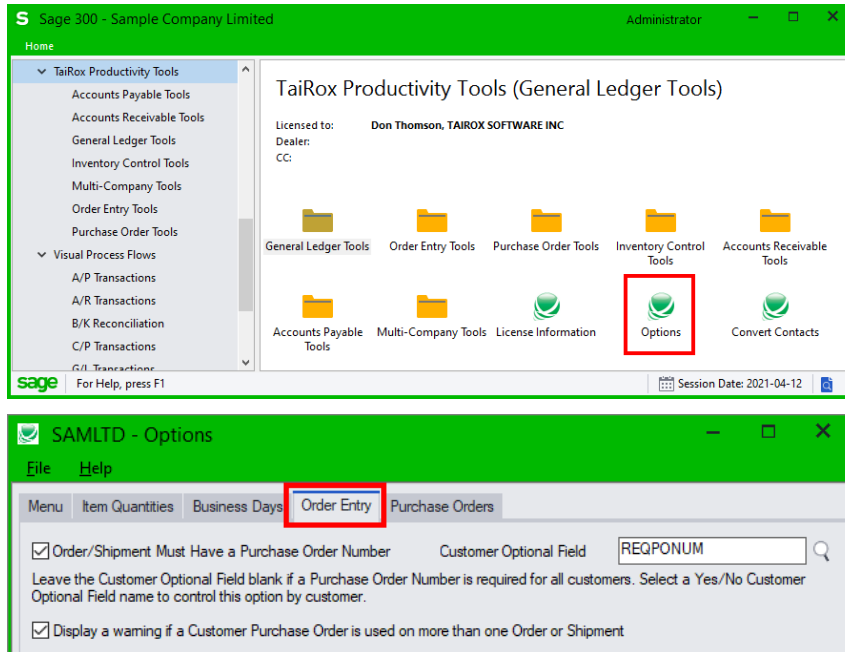 S Sage 300 - Sample Company Limited Administrator
Home
TaiRox Productivity Tools
Accounts Payable Tools
Accounts Receivable Tools
General Ledger Tools
Inventory Control Tools
Multi-Company Tools
Order Entry Tools
Purchase Order Tools
Visual Process Flows
A/P Transactions
A/R Transactions
B/K Reconciliation
C/P Transactions
G/L Transactions
TaiRox Productivity Tools (General Ledger Tools)
Licensed to: Don Thomson, TAIROX SOFTWARE INC
Dealer:
CC:
General Ledger Tools Order Entry Tools Purchase Order Tools Inventory Control Accounts Receivable
Tools Tools
Accounts Payable Multi-Company Tools License Information Options Convert Contacts
Tools
sage For Help, press F1 Session Date: 2021-04-12
SAMLTD - Options
File Help
Menu Item Quantities Business Days Order Entry Purchase Orders
Order/Shipment Must Have a Purchase Order Number Customer Optional Field REQPONUM
Leave the Customer Optional Field blank if a Purchase Order Number is required for all customers. Select a Yes/No Customer
Optional Field name to control this option by customer.
Display a warning if a Customer Purchase Order is used on more than one Order or Shipment